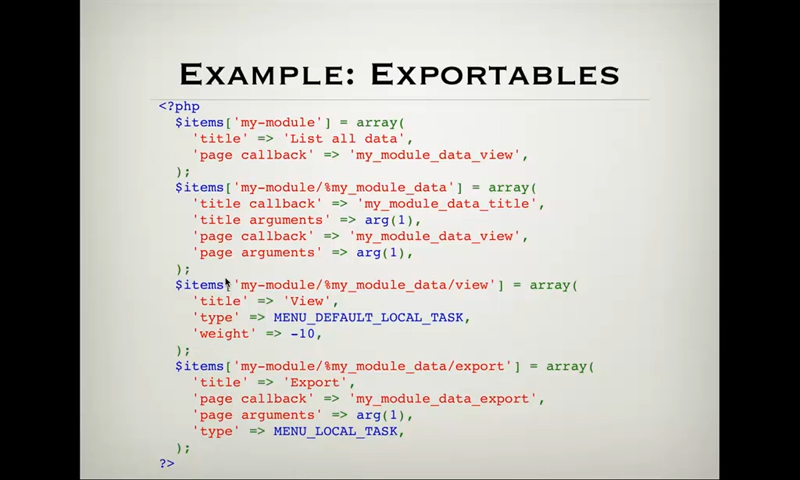 EXAMPLE: EXPORTABLES
<?php
$items['my-module'] = array(
'title' => 'List all data',
'page callback' => 'my_module_data_view',
);
$items['my-module/%my_module_data'] = array(
'title callback' => 'my_module_data_title',
'title arguments' => arg(1),
'page callback' => 'my_module_data_view',
'page arguments' => arg(1),
);
$items['my-module/%my_module_data/view'] = array(
'title' => 'View',
'type' => MENU_DEFAULT_LOCAL_TASK,
'weight' => -10,
);
$items['my-module/%my_module_data/export'] = array(
'title' => 'Export',
'page callback' => 'my_module_data_export',
'page arguments' => arg(1),
'type' => MENU_LOCAL_TASK,
);
?>